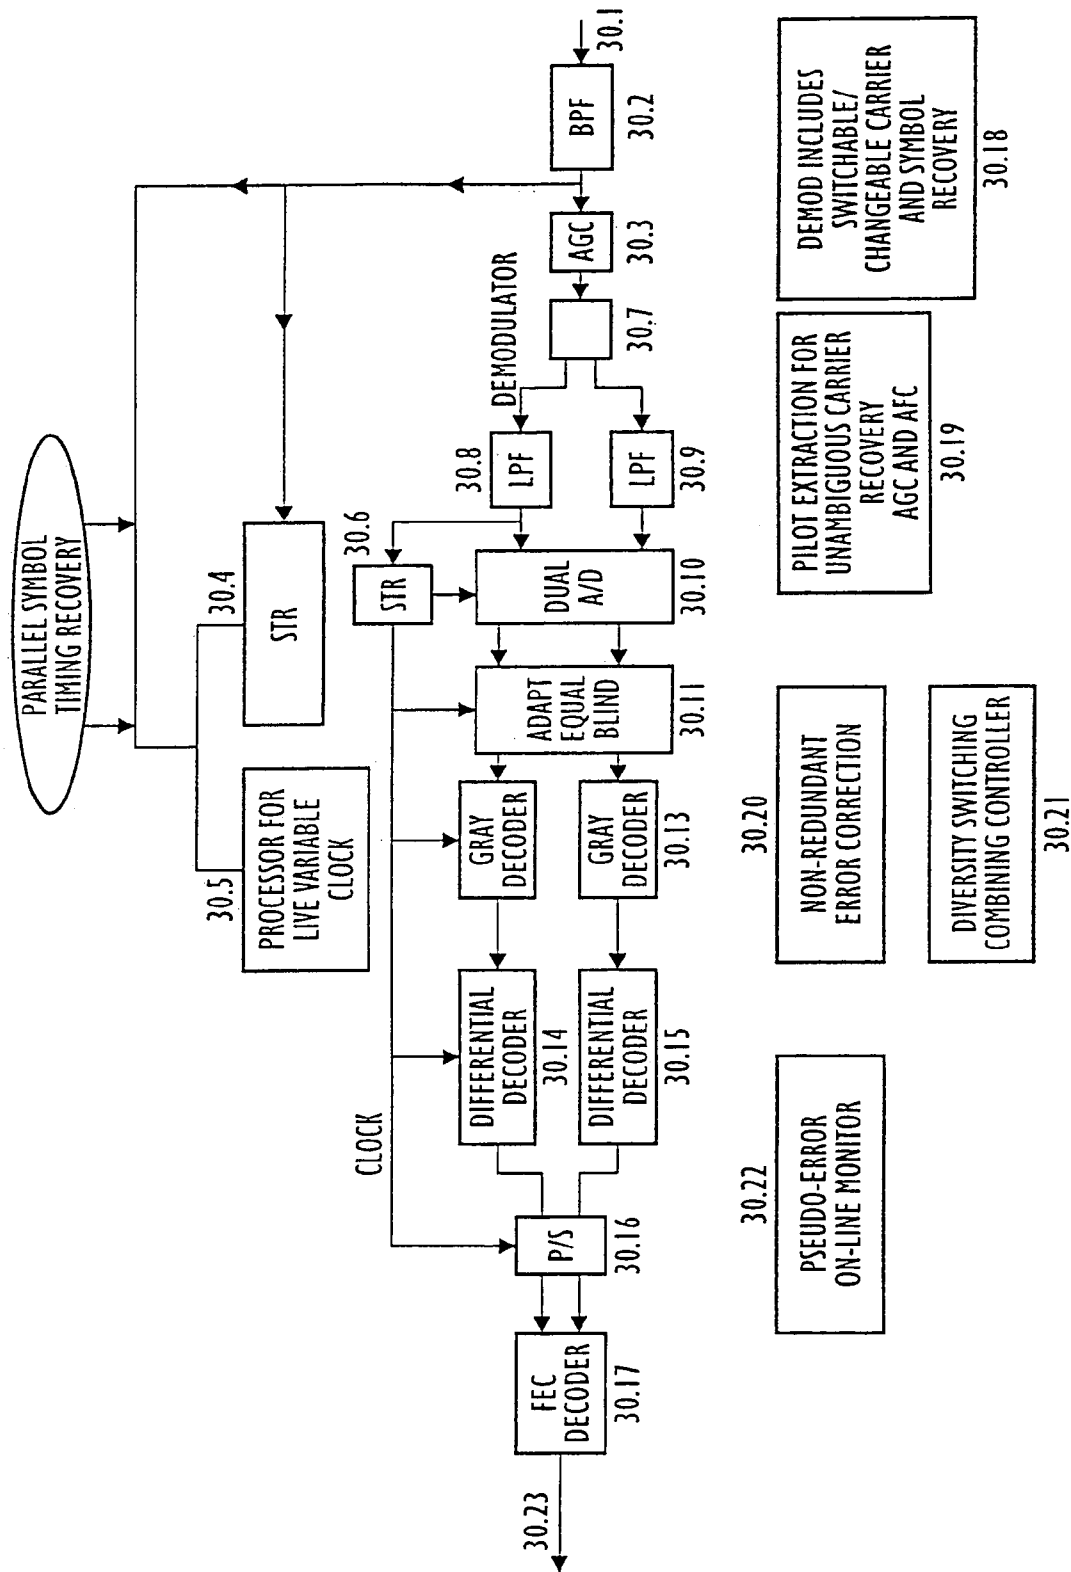 PARALLEL SYMBOL
TIMING RECOVERY
30.5
PROCESSOR FOR
LIVE VARIABLE
CLOCK
30.4
STR
30.6
STR
CLOCK
30.1
BPF
30.2
AGC
30.3
DEMODULATOR
30.7
30.8
LPF
LPF
30.9
DUAL
A/D
30.10
ADAPT
EQUAL
BLIND
30.11
GRAY
DECODER
GRAY
DECODER
30.13
DIFFERENTIAL
DECODER
30.14
DIFFERENTIAL
DECODER
30.15
P/S
30.16
FEC
DECODER
30.17
30.23
30.22
PSEUDO-ERROR
ON-LINE MONITOR
30.20
NON-REDUNDANT
ERROR CORRECTION
DIVERSITY SWITCHING
COMBINING CONTROLLER
30.21
PILOT EXTRACTION FOR
UNAMBIGUOUS CARRIER
RECOVERY
AGC AND AFC
30.19
DEMOD INCLUDES
SWITCHABLE/
CHANGEABLE CARRIER
AND SYMBOL
RECOVERY
30.18